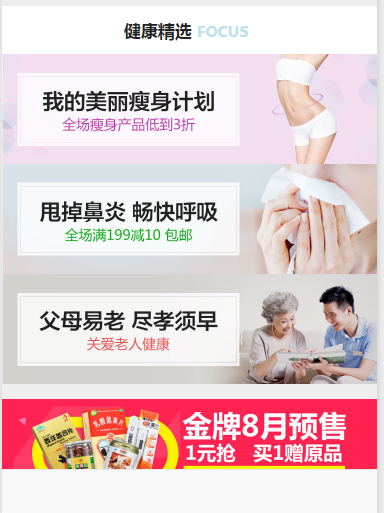 健康精选 FOCUS
我的美丽瘦身计划
全场瘦身产品低到3折
甩掉鼻炎 畅快呼吸
全场满199减10 包邮
父母易老 尽孝须早
关爱老人健康
金牌8月预售
1元抢 买1赠原品